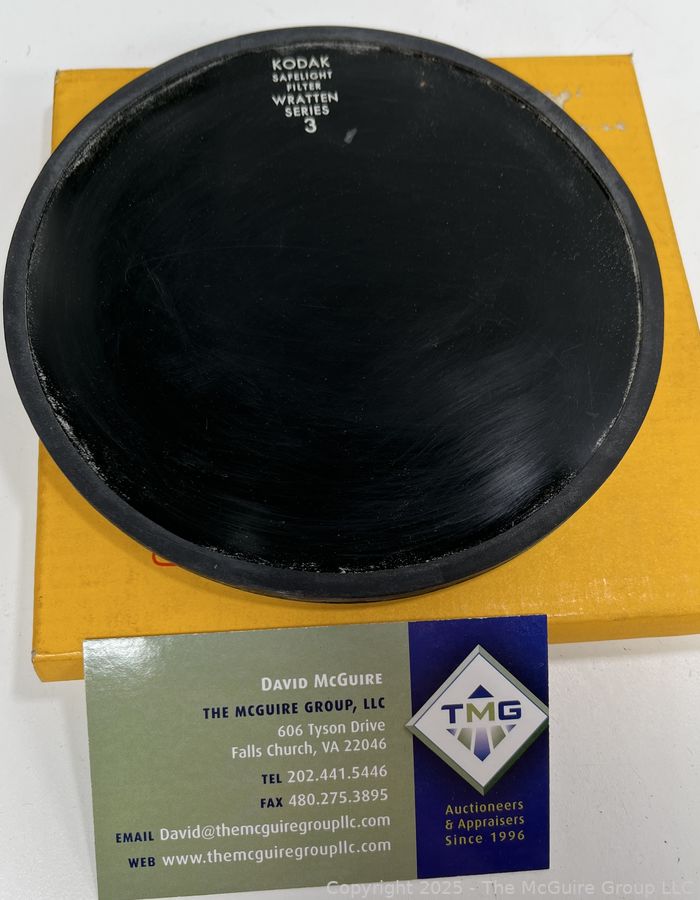 KODAK
SAFELIGHT
FILTER
WRATTEN
SERIES
3
DAVID MCGUIRE
THE MCGUIRE GROUP, LLC
606 Tyson Drive
Falls Church, VA 22046
TEL 202.441.5446
FAX 480.275.3895
EMAIL David@themcguiregroupllc.com
WEB www.themcguiregroupllc.com
TMG
Auctioneers
& Appraisers
Since 1996
Copyright 2025 - The McGuire Group LLC